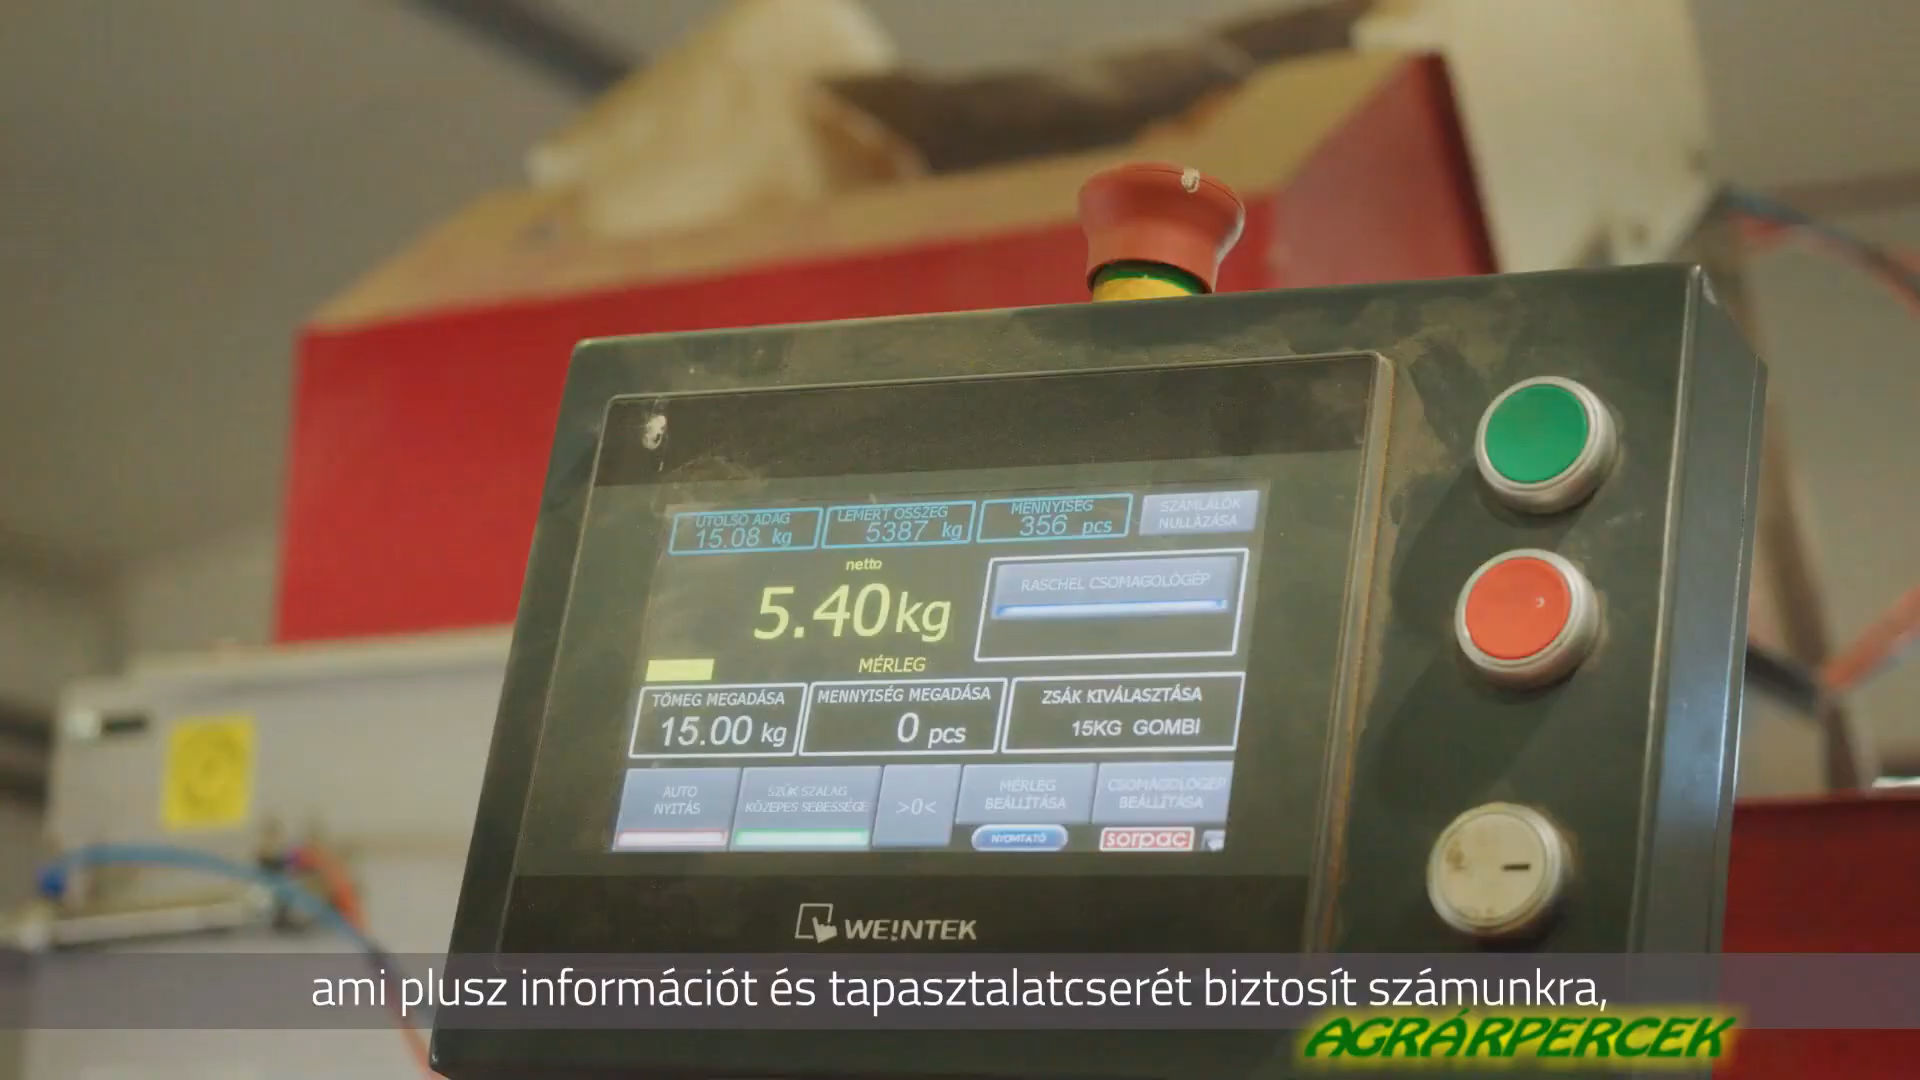 UTOLSÓ ADAG
15.08 kg
LEMÉRT ÖSSZEG
5387 kg
MENNYISÉG
356 pcs
SZÁMLÁLÓK
NULLÁZÁSA
netto
5.40 kg
RASCHEL CSOMAGOLÓGÉP
MÉRLEG
TÖMEG MEGADÁSA
15.00 kg
MENNYISÉG MEGADÁSA
0 pcs
ZSÁK KIVÁLASZTÁSA
15KG GOMBI
AUTO
NYITÁS
SZŰK SZALAG
KÖZEPES SEBESSÉGE
>0<
MÉRLEG
BEÁLLÍTÁSA
CSOMAGOLÓGÉP
BEÁLLÍTÁSA
NYOMTATÓ
sorpac
WE!NTEK
ami plusz információt és tapasztalatcserét biztosít számunkra,
AGRÁRPERCEK